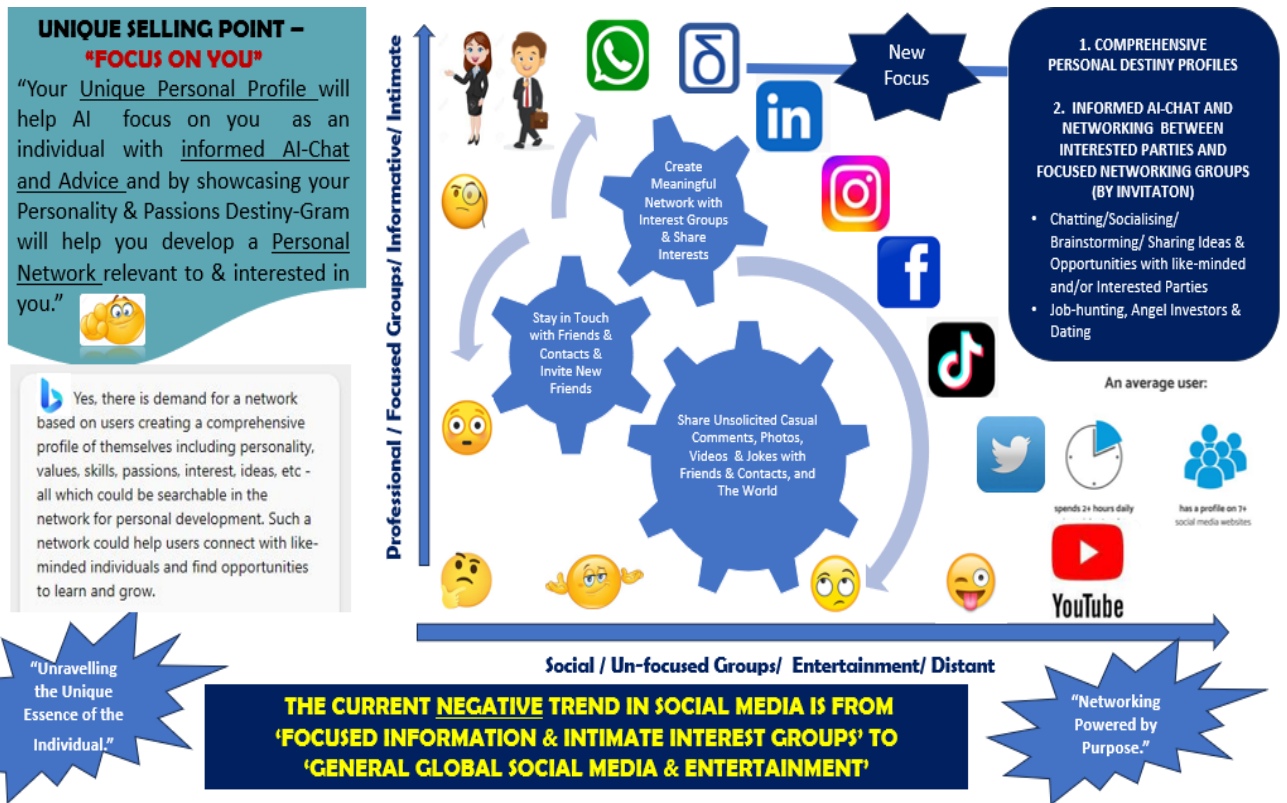 UNIQUE SELLING POINT –
“FOCUS ON YOU”
“Your Unique Personal Profile will
help AI focus on you as an
individual with informed AI-Chat
and Advice and by showcasing your
Personality & Passions Destiny-Gram
will help you develop a Personal
Network relevant to & interested in
you.”
Yes, there is demand for a network
based on users creating a comprehensive
profile of themselves including personality,
values, skills, passions, interest, ideas, etc -
all which could be searchable in the
network for personal development. Such a
network could help users connect with like-
minded individuals and find opportunities
to learn and grow.
“Unravelling
the Unique
Essence of the
Individual.”
Professional / Focused Groups/ Informative/ Intimate
δ
in
f
Create
Meaningful
Network with
Interest Groups
& Share
Interests
Stay in Touch
with Friends &
Contacts &
Invite New
Friends
Share Unsolicited Casual
Comments, Photos,
Videos & Jokes with
Friends & Contacts, and
The World
New
Focus
1. COMPREHENSIVE
PERSONAL DESTINY PROFILES
2. INFORMED AI-CHAT AND
NETWORKING BETWEEN
INTERESTED PARTIES AND
FOCUSED NETWORKING GROUPS
(BY INVITATON)
• Chatting/Socialising/
Brainstorming/ Sharing Ideas &
Opportunities with like-minded
and/or Interested Parties
• Job-hunting, Angel Investors &
Dating
An average user:
spends 2+ hours daily
has a profile on 7+
social media websites
YouTube
Social / Un-focused Groups/ Entertainment/ Distant
THE CURRENT NEGATIVE TREND IN SOCIAL MEDIA IS FROM
‘FOCUSED INFORMATION & INTIMATE INTEREST GROUPS’ TO
‘GENERAL GLOBAL SOCIAL MEDIA & ENTERTAINMENT’
“Networking
Powered by
Purpose.”